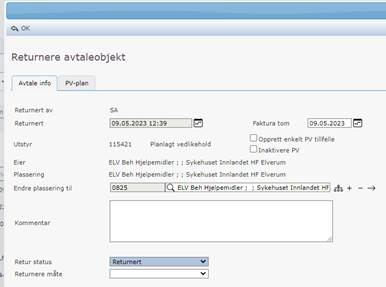 OK
Returnere avtaleobjekt
Avtale info PV-plan
Returnert av SA
Returnert 09.05.2023 12:39 Faktura tom 09.05.2023
Utstyr 115421 Planlagt vedlikehold Opprett enkelt PV tilfelle
Inaktivere PV
Eier ELV Beh Hjelpemidler ; ; Sykehuset Innlandet HF Elverum
Plassering ELV Beh Hjelpemidler ; ; Sykehuset Innlandet HF Elverum
Endre plassering til 0825 ELV Beh Hjelpemidler ; ; Sykehuset Innlandet HF
Kommentar
Retur status Returnert
Returnere måte